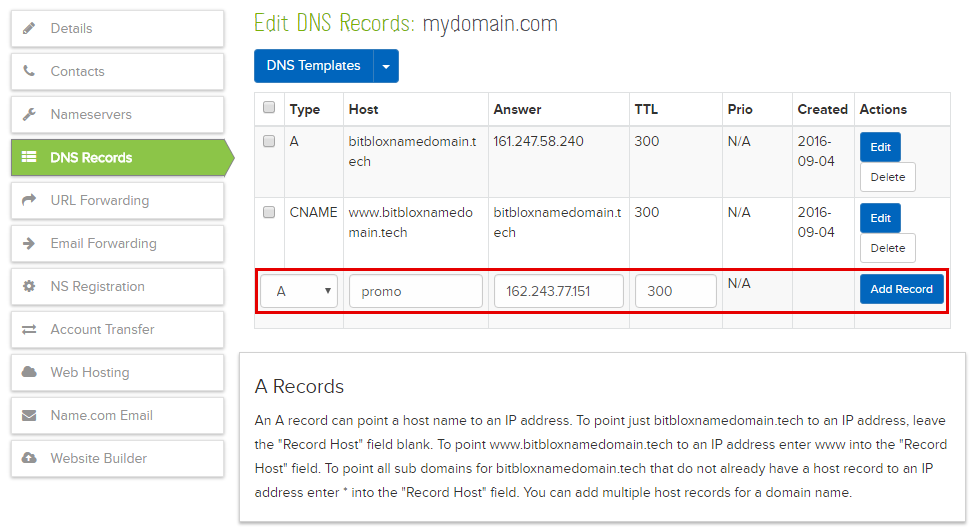 Details
Contacts
Nameservers
DNS Records
URL Forwarding
Email Forwarding
NS Registration
Account Transfer
Web Hosting
Name.com Email
Website Builder
Edit DNS Records: mydomain.com
DNS Templates
Type Host Answer TTL Prio Created Actions
A bitbloxnamedomain.t 161.247.58.240 300 N/A 2016- Edit
ech 09-04
Delete
CNAME www.bitbloxnamedo bitbloxnamedomain.t 300 N/A 2016- Edit
main.tech ech 09-04
Delete
A promo 162.243.77.151 300 N/A Add Record
A Records
An A record can point a host name to an IP address. To point just bitbloxnamedomain.tech to an IP address, leave
the "Record Host" field blank. To point www.bitbloxnamedomain.tech to an IP address enter www into the "Record
Host" field. To point all sub domains for bitbloxnamedomain.tech that do not already have a host record to an IP
address enter * into the "Record Host" field. You can add multiple host records for a domain name.